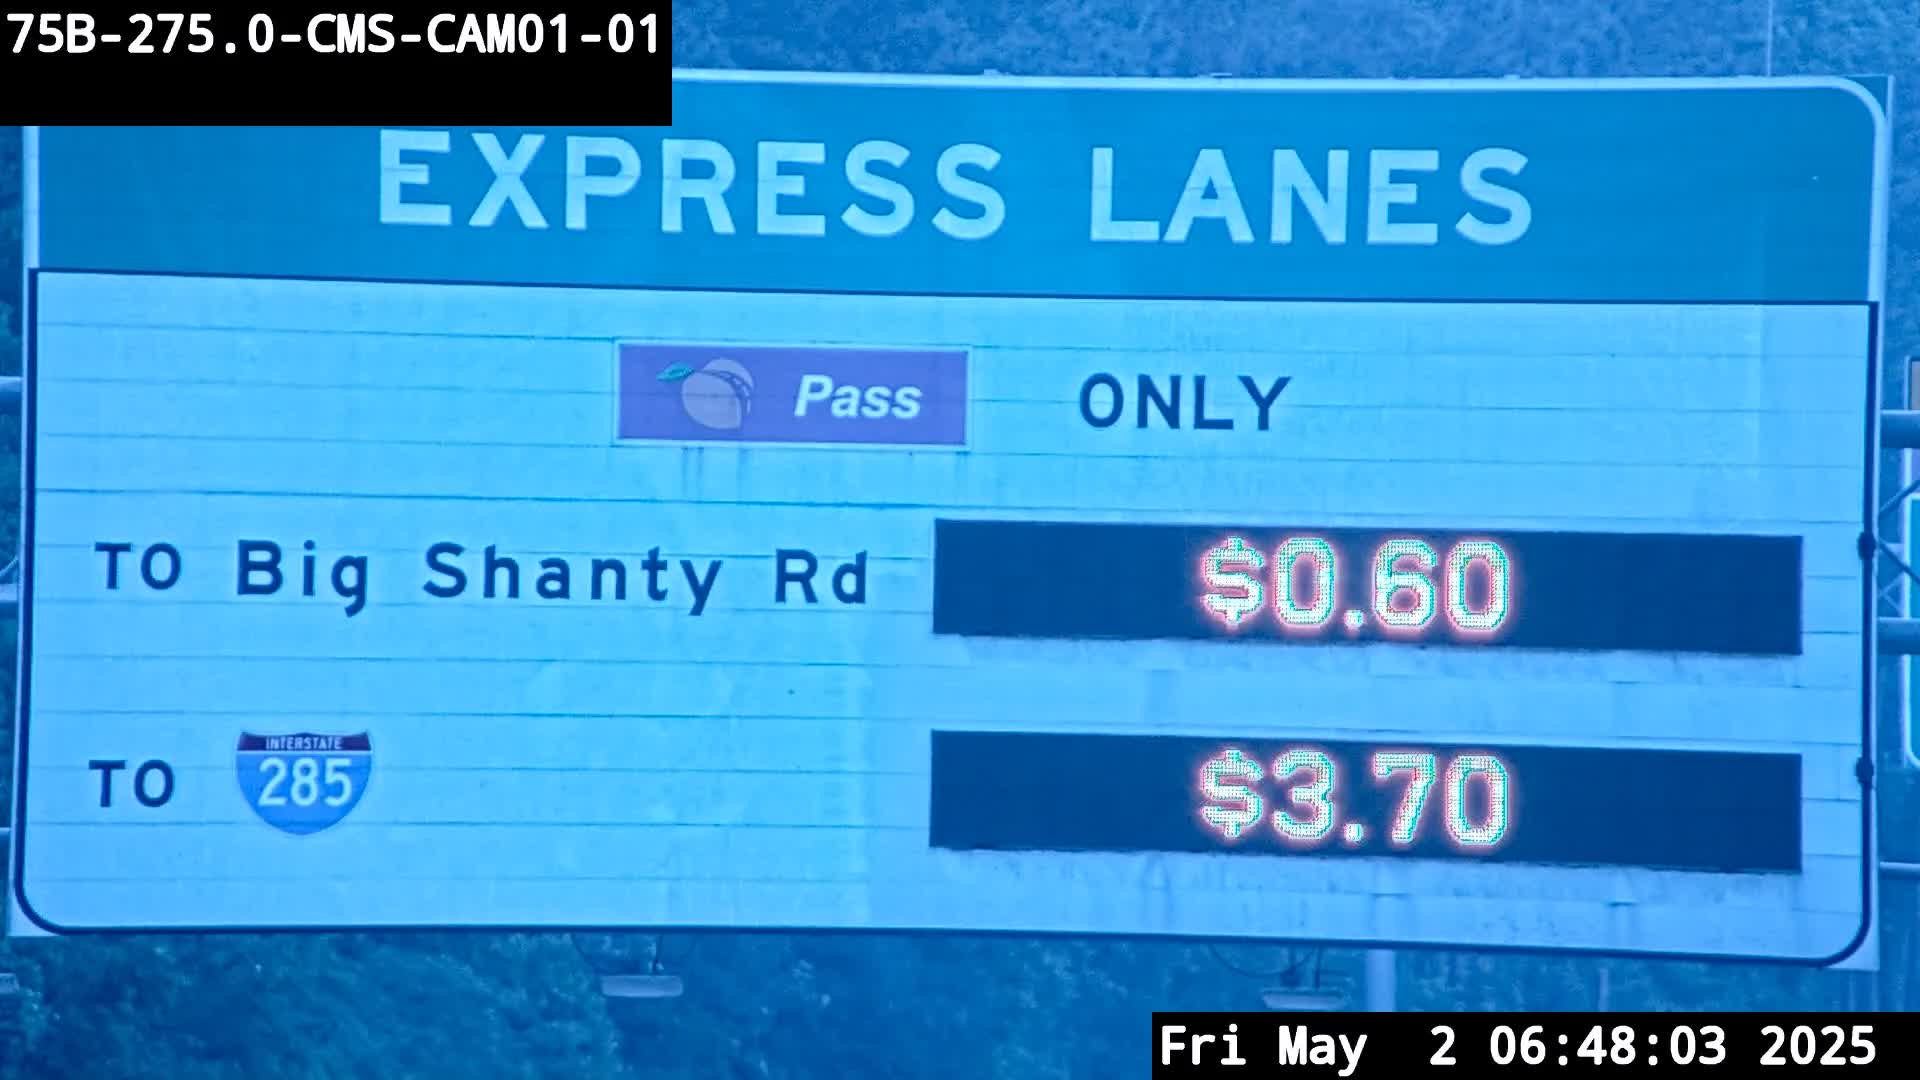 75B-275.0-CMS-CAM01-01
EXPRESS LANES
Pass ONLY
TO Big Shanty Rd $0.60
INTERSTATE
TO 285 $3.70
Fri May 2 06:48:03 2025